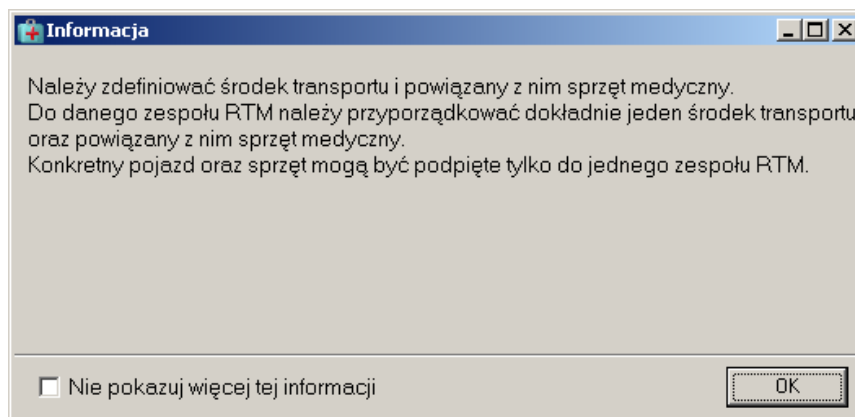 Informacja
Należy zdefiniować środek transportu i powiązany z nim sprzęt medyczny.
Do danego zespołu RTM należy przyporządkować dokładnie jeden środek transportu
oraz powiązany z nim sprzęt medyczny.
Konkretny pojazd oraz sprzęt mogą być podpięte tylko do jednego zespołu RTM.
Nie pokazuj więcej tej informacji
OK